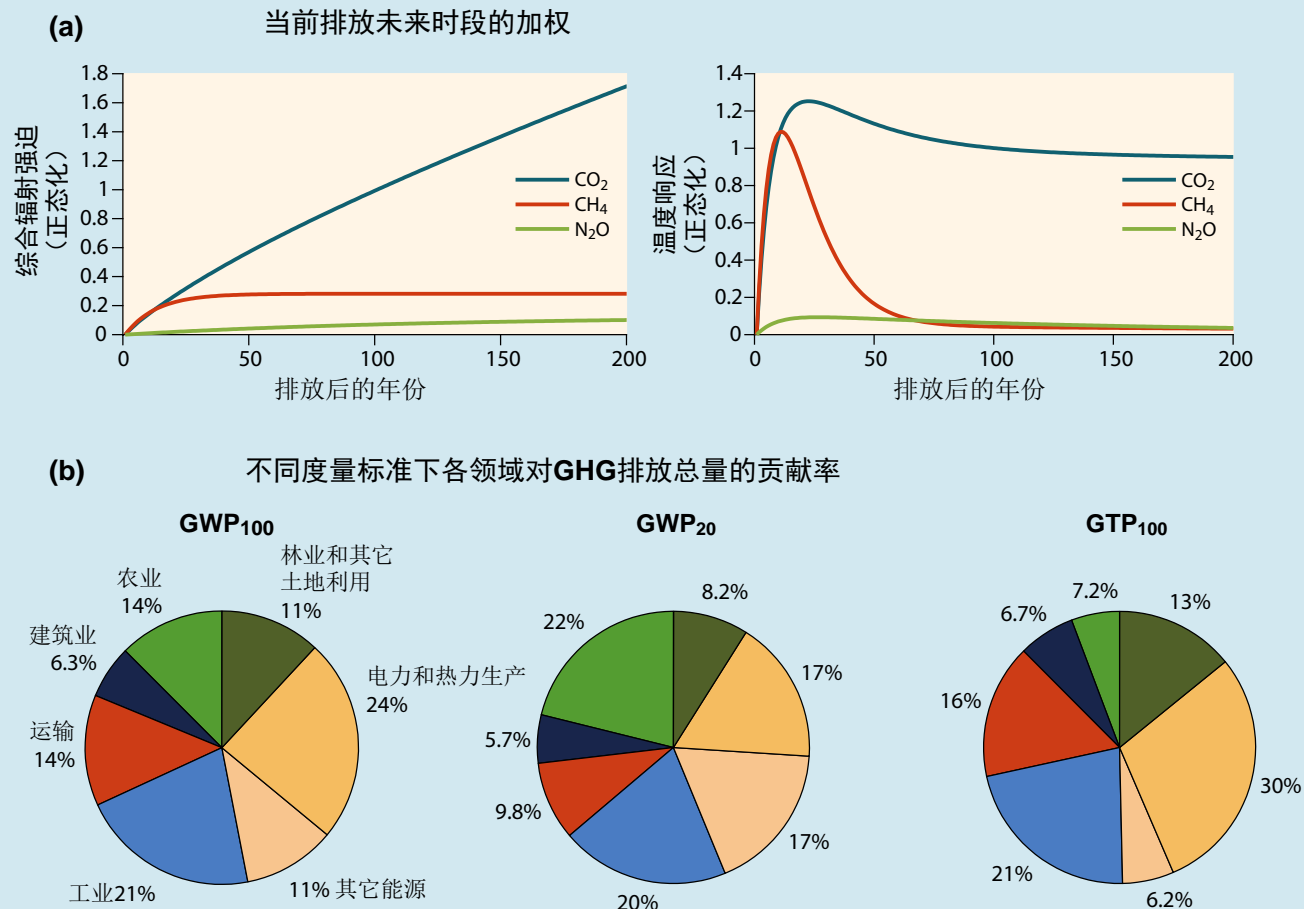 (a) 当前排放未来时段的加权
综合辐射强迫
（正态化）
1.8
1.6
1.4
1.2
1
0.8
0.6
0.4
0.2
0
CO₂
CH₄
N₂O
0 50 100 150 200
排放后的年份
温度响应
（正态化）
1.4
1.2
1
0.8
0.6
0.4
0.2
0
CO₂
CH₄
N₂O
0 50 100 150 200
排放后的年份
(b) 不同度量标准下各领域对GHG排放总量的贡献率
GWP₁₀₀
林业和其它
土地利用
11%
电力和热力生产
24%
11% 其它能源
工业21%
运输
14%
建筑业
6.3%
农业
14%
GWP₂₀
8.2%
17%
17%
20%
9.8%
5.7%
22%
GTP₁₀₀
13%
30%
6.2%
21%
16%
6.7%
7.2%